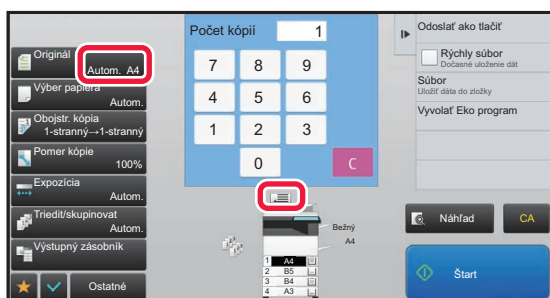 Originál
Autom. A4
Výber papiera
Autom.
Obojstr. kópia
1-stranný→1-stranný
Pomer kópie
100%
Expozícia
Autom.
Triediť/skupinovat
Autom.
Výstupný zásobník
Ostatné
Počet kópií 1
7 8 9
4 5 6
1 2 3
0 C
Bežný
A4
1 A4
2 B5
3 B4
4 A3
Odoslať ako tlačiť
Rýchly súbor
Dočasné uloženie dát
Súbor
Uložiť dáta do zložky
Vyvolať Eko program
Náhľad
CA
Štart